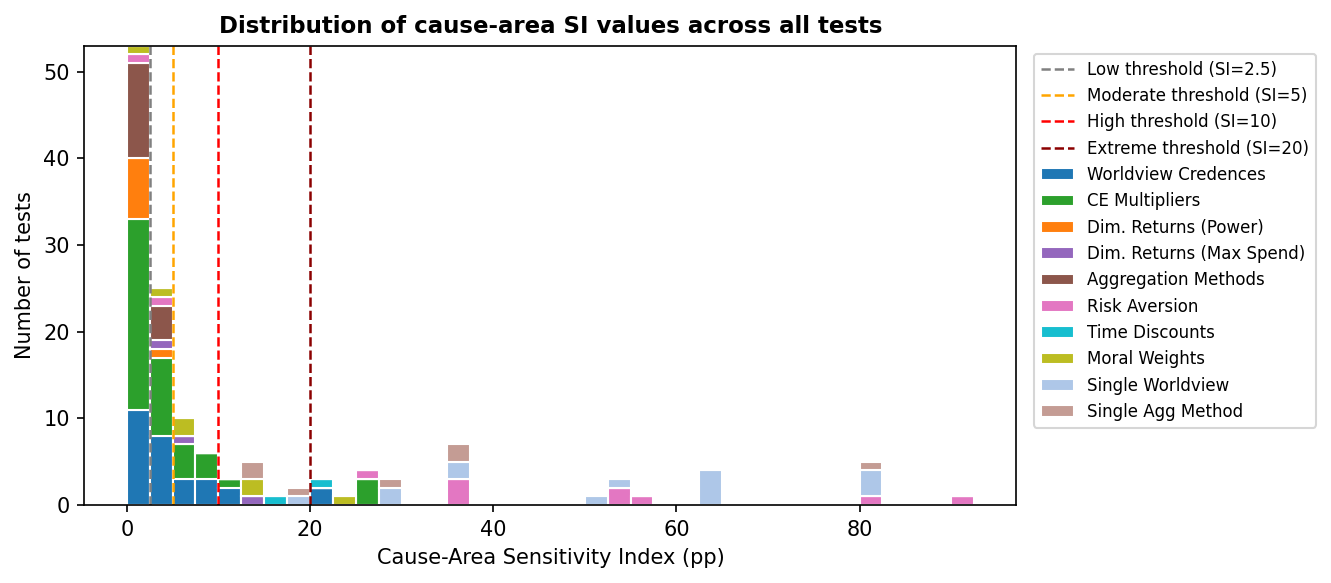 Distribution of cause-area SI values across all tests
Number of tests
50
40
30
20
10
0
0 20 40 60 80
Cause-Area Sensitivity Index (pp)
Low threshold (SI=2.5)
Moderate threshold (SI=5)
High threshold (SI=10)
Extreme threshold (SI=20)
Worldview Credences
CE Multipliers
Dim. Returns (Power)
Dim. Returns (Max Spend)
Aggregation Methods
Risk Aversion
Time Discounts
Moral Weights
Single Worldview
Single Agg Method